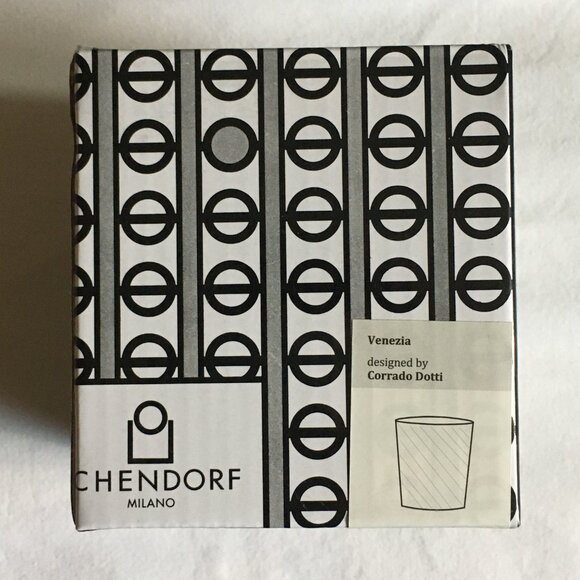 Venezia
designed by
Corrado Dotti
CHENDORF
MILANO